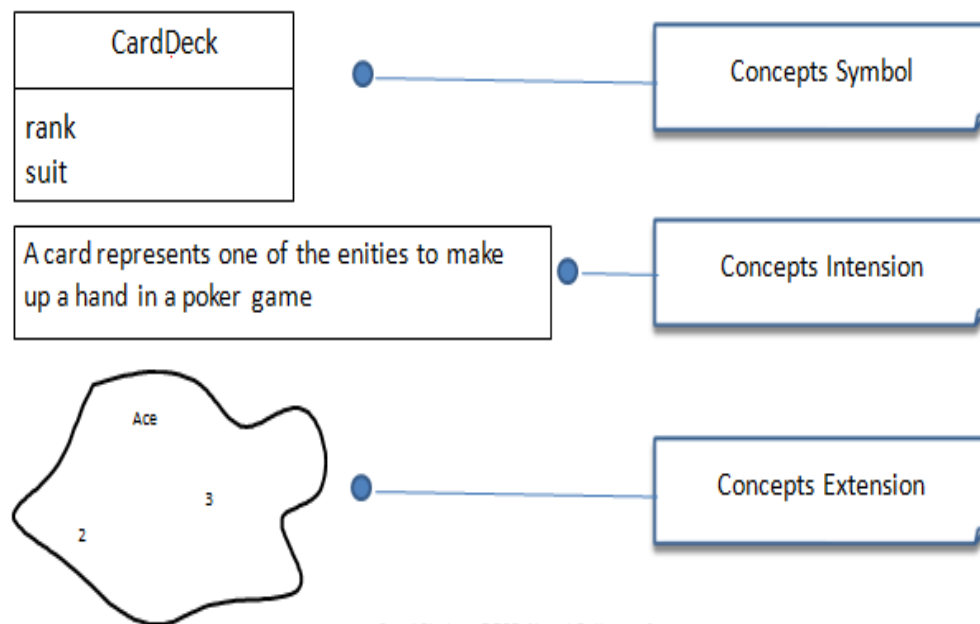 CardDeck
Concepts Symbol
rank
suit
A card represents one of the enities to make
up a hand in a poker game
Concepts Intension
Ace
3
2
Concepts Extension